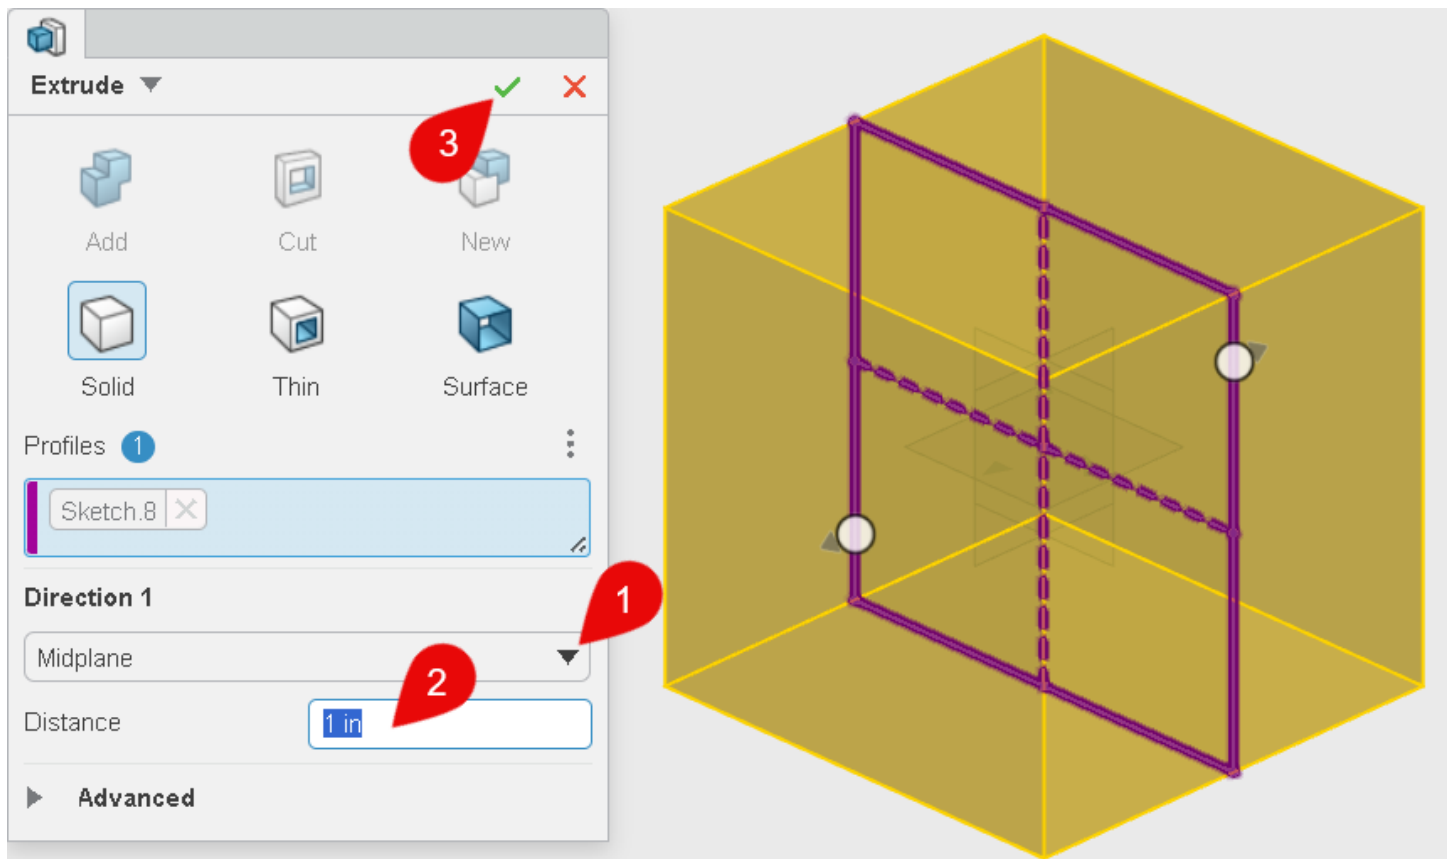 Extrude
3
Add
Cut
New
Solid
Thin
Surface
Profiles 1
Sketch.8
Direction 1
1
Midplane
2
Distance
1 in
Advanced